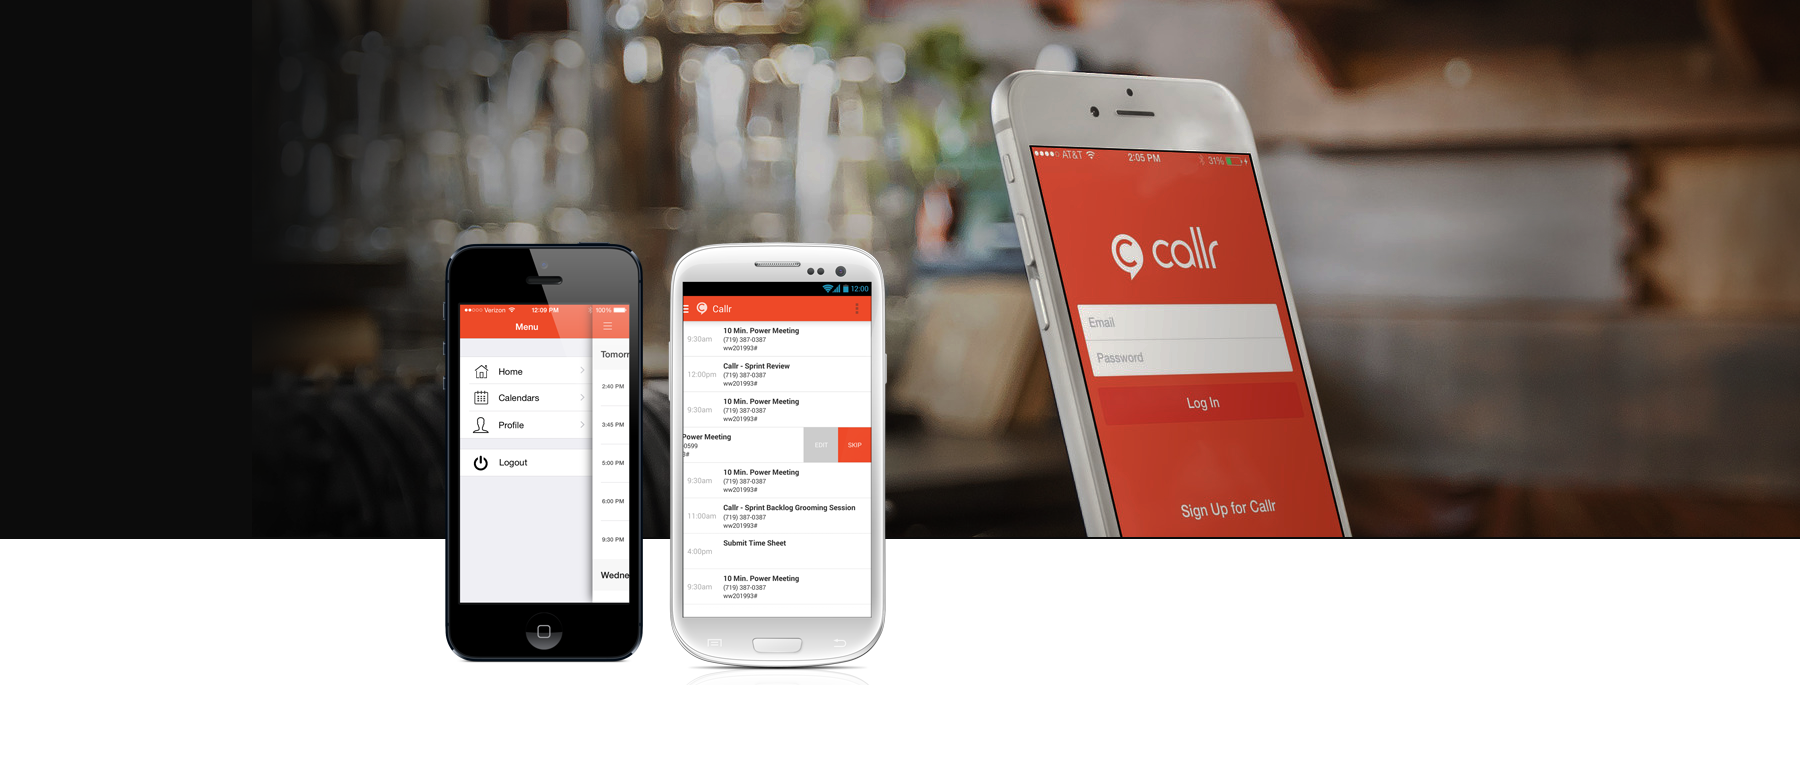 AT&T 2:05 PM 31%
callr
Email
Password
Log In
Sign Up for Callr
Verizon 12:09 PM 100%
Menu
Home
Calendars
Profile
Logout
Tomorr
2:40 PM
3:45 PM
5:00 PM
6:00 PM
9:30 PM
Wedne
12:00
Callr
10 Min. Power Meeting
9:30am (719) 387-0387
ww201993#
Callr - Sprint Review
12:00pm (719) 387-0387
ww201993#
10 Min. Power Meeting
9:30am (719) 387-0387
ww201993#
Power Meeting
0599 EDIT SKIP
#
10 Min. Power Meeting
9:30am (719) 387-0387
ww201993#
Callr - Sprint Backlog Grooming Session
11:00am (719) 387-0387
ww201993#
Submit Time Sheet
4:00pm
10 Min. Power Meeting
9:30am (719) 387-0387
ww201993#